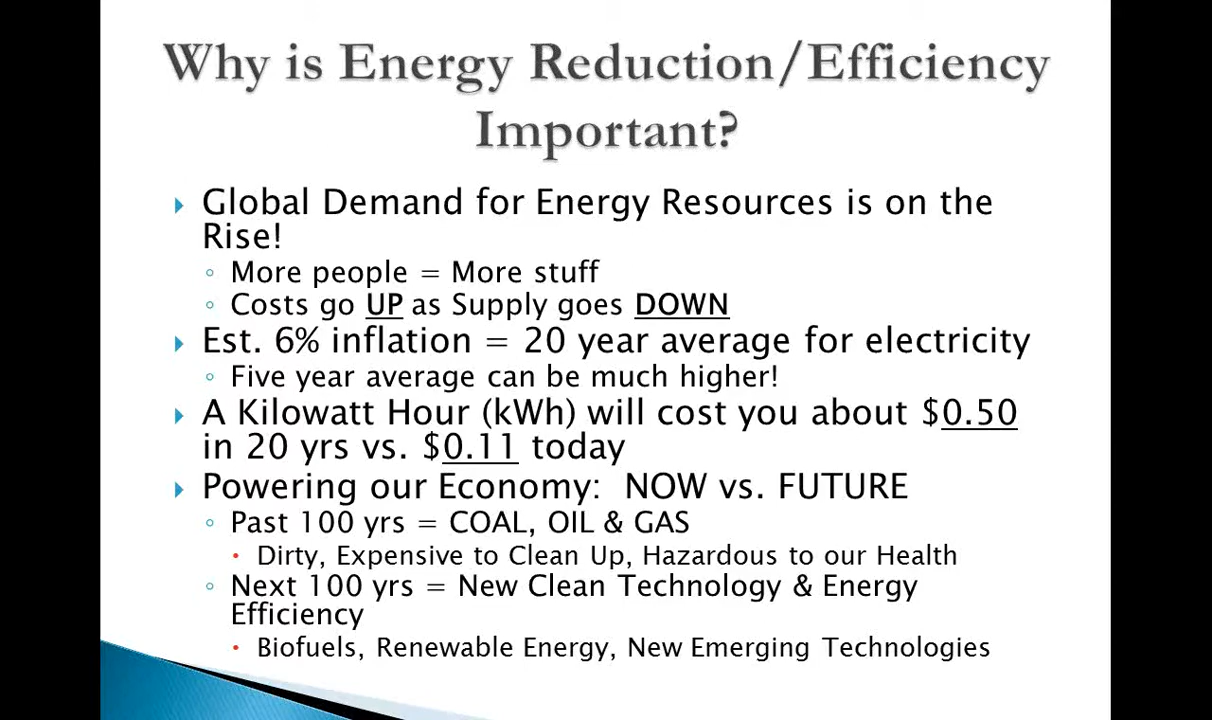 Why is Energy Reduction/Efficiency
Important?
Global Demand for Energy Resources is on the
Rise!
More people = More stuff
Costs go UP as Supply goes DOWN
Est. 6% inflation = 20 year average for electricity
Five year average can be much higher!
A Kilowatt Hour (kWh) will cost you about $0.50
in 20 yrs vs. $0.11 today
Powering our Economy: NOW vs. FUTURE
Past 100 yrs = COAL, OIL & GAS
Dirty, Expensive to Clean Up, Hazardous to our Health
Next 100 yrs = New Clean Technology & Energy
Efficiency
Biofuels, Renewable Energy, New Emerging Technologies